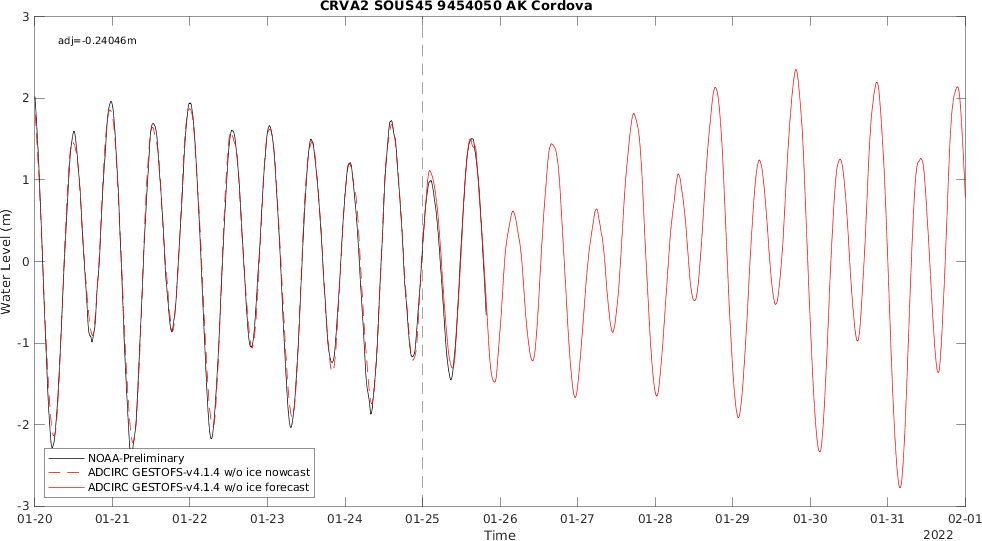 CRVA2 SOUS45 9454050 AK Cordova
adj=-0.24046m
3
2
1
0
-1
-2
-3
Water Level (m)
NOAA-Preliminary
ADCIRC GESTOFS-v4.1.4 w/o ice nowcast
ADCIRC GESTOFS-v4.1.4 w/o ice forecast
01-20 01-21 01-22 01-23 01-24 01-25 01-26 01-27 01-28 01-29 01-30 01-31 02-01
Time
2022